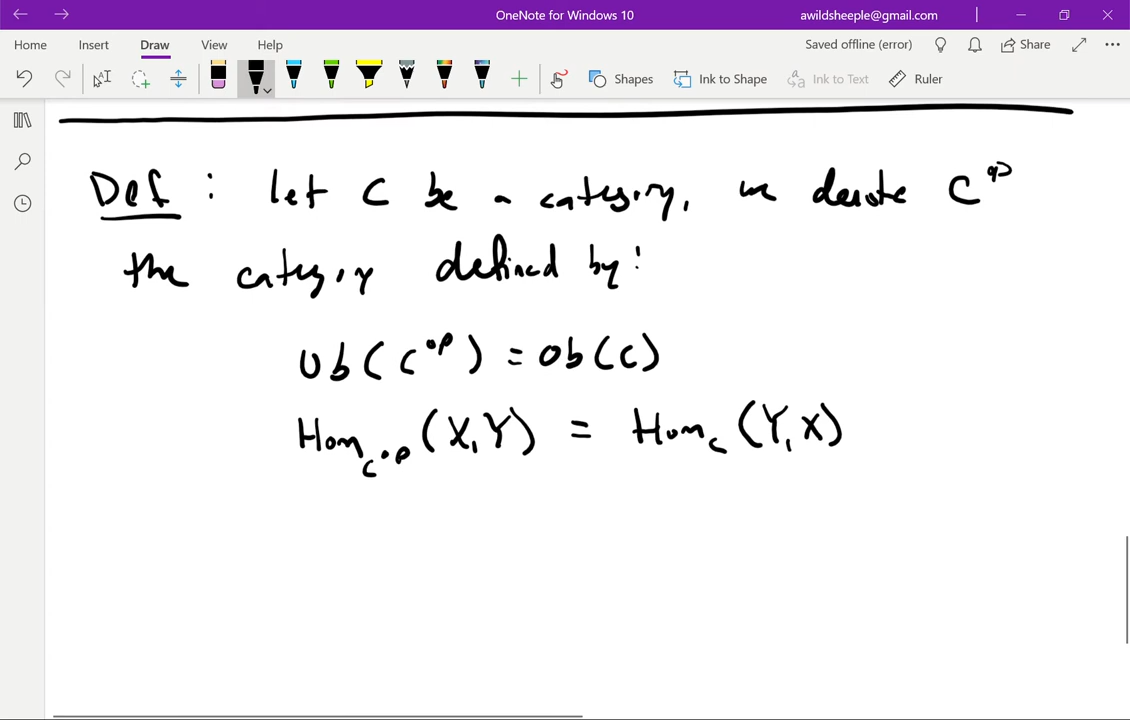 OneNote for Windows 10
awildsheeple@gmail.com
Home Insert Draw View Help
Saved offline (error)
Share
Shapes
Ink to Shape
Ink to Text
Ruler
Def : let C be a category, we denote C^op
the category defined by:
Ob(C^op) = Ob(C)
Hom_C^op (X,Y) = Hom_C (Y,X)